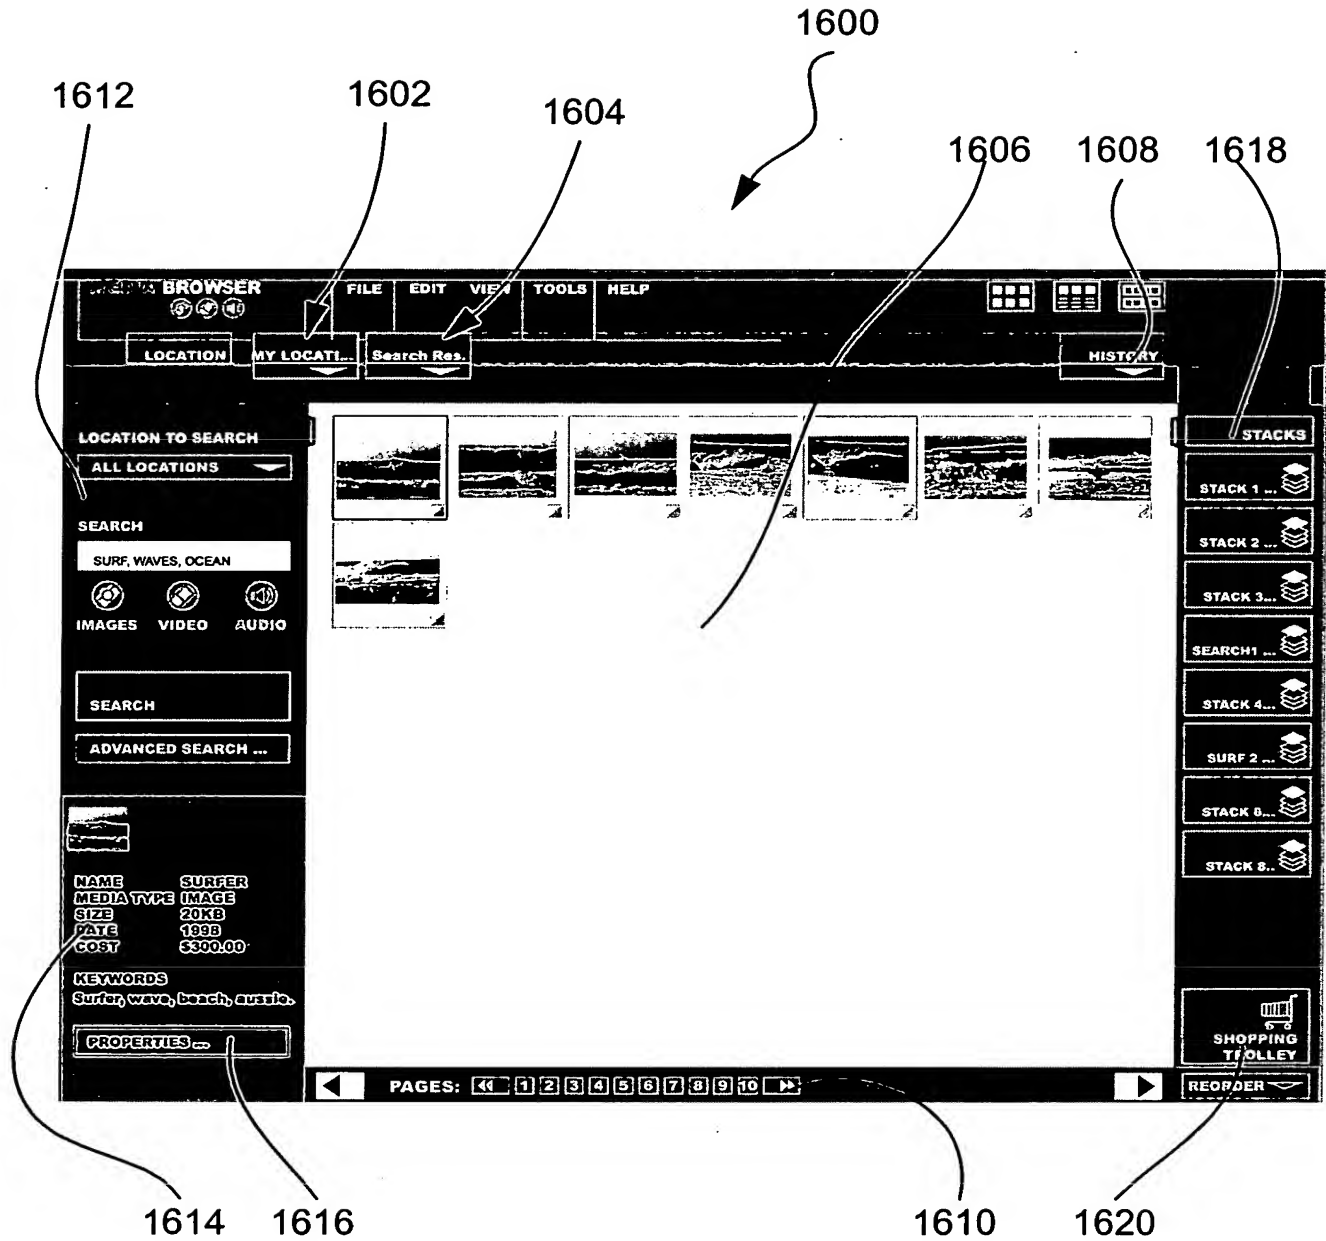 1600
1612
1602
1604
1606
1608
1618
BROWSER
FILE EDIT VIEW TOOLS HELP
LOCATION MY LOCATI... Search Res. HISTORY
LOCATION TO SEARCH
ALL LOCATIONS
SEARCH
SURF, WAVES, OCEAN
IMAGES VIDEO AUDIO
SEARCH
ADVANCED SEARCH ...
NAME SURFER
MEDIA TYPE IMAGE
SIZE 20KB
DATE 1998
COST $300.00
KEYWORDS
Surfer, wave, beach, aussie.
PROPERTIES ...
PAGES: 1 2 3 4 5 6 7 8 9 10
STACKS
STACK 1 ...
STACK 2 ...
STACK 3...
SEARCH1 ...
STACK 4...
SURF 2 ...
STACK 6...
STACK 8..
SHOPPING
TROLLEY
REORDER
1614
1616
1610
1620